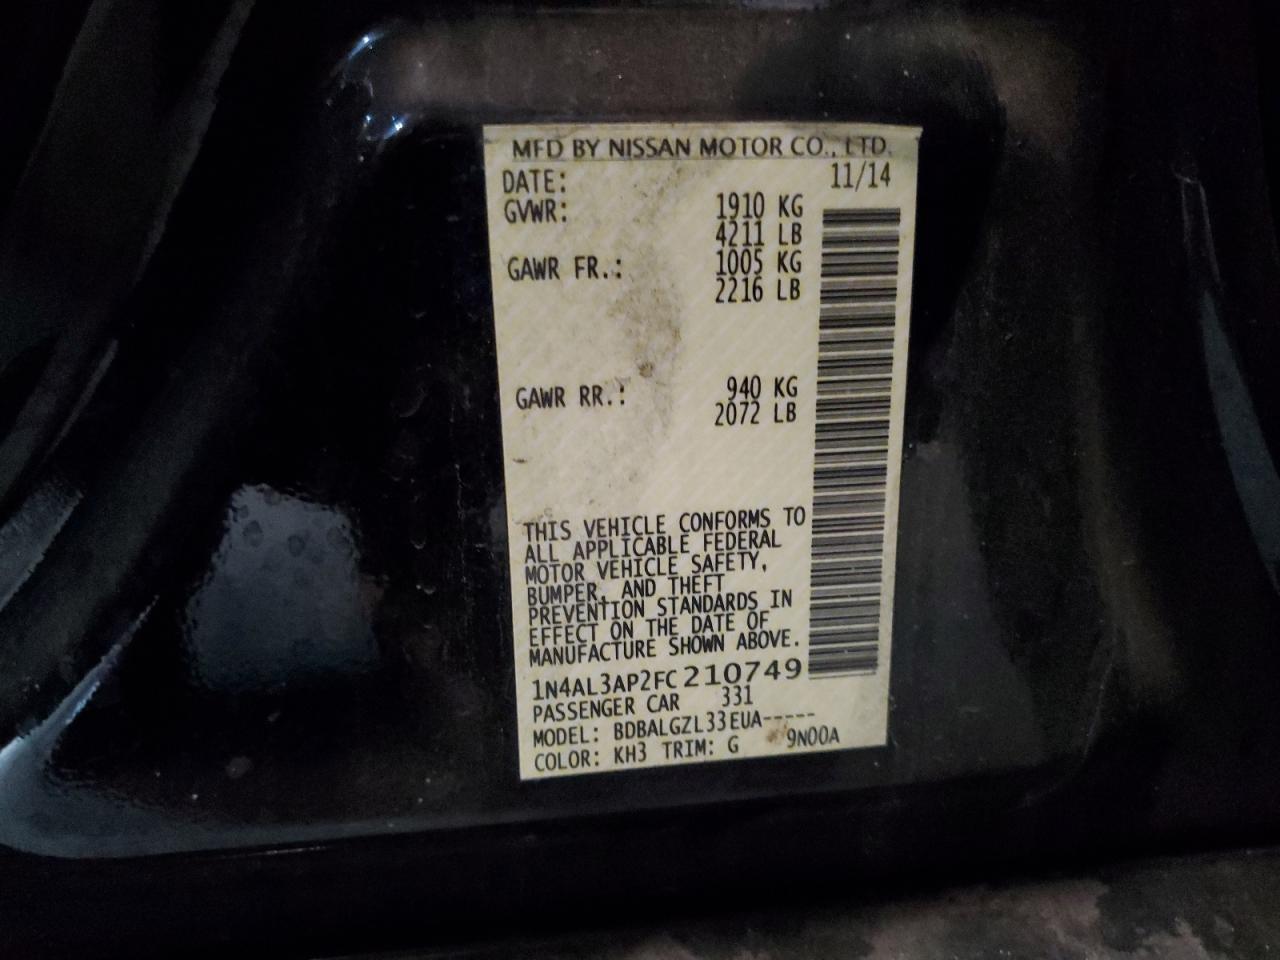 MFD BY NISSAN MOTOR CO., LTD.
DATE: 11/14
GVWR: 1910 KG
4211 LB
GAWR FR.: 1005 KG
2216 LB
GAWR RR.: 940 KG
2072 LB
THIS VEHICLE CONFORMS TO
ALL APPLICABLE FEDERAL
MOTOR VEHICLE SAFETY,
BUMPER, AND THEFT
PREVENTION STANDARDS IN
EFFECT ON THE DATE OF
MANUFACTURE SHOWN ABOVE.
1N4AL3AP2FC210749
PASSENGER CAR 331
MODEL: BDBALGZL33EUA-----
COLOR: KH3 TRIM: G 9N00A